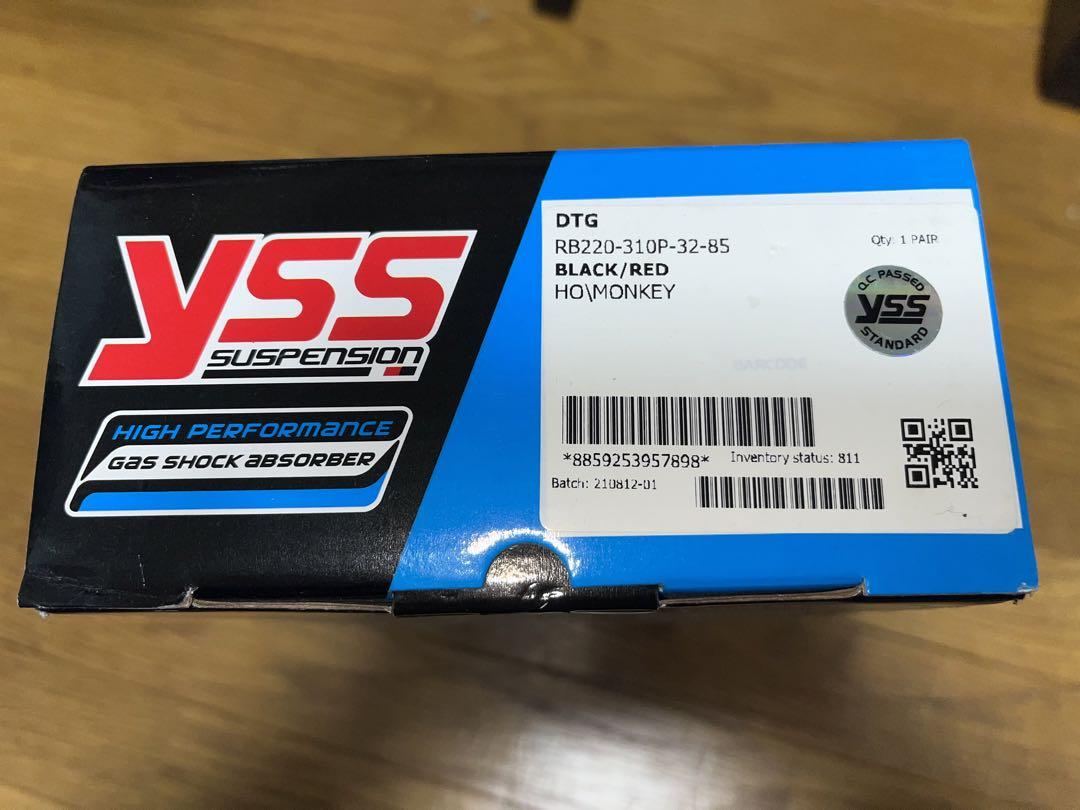 YSS
SUSPENSION
HIGH PERFORMANCE
Gas SHOCK aBSORBER
DTG
RB220-310P-32-85
BLACK/RED
HO\MONKEY
Qty: 1 PAIR
Q.C. PASSED
YSS
STANDARD
BARCODE
*8859253957898*
Inventory status: 811
Batch: 210812-01